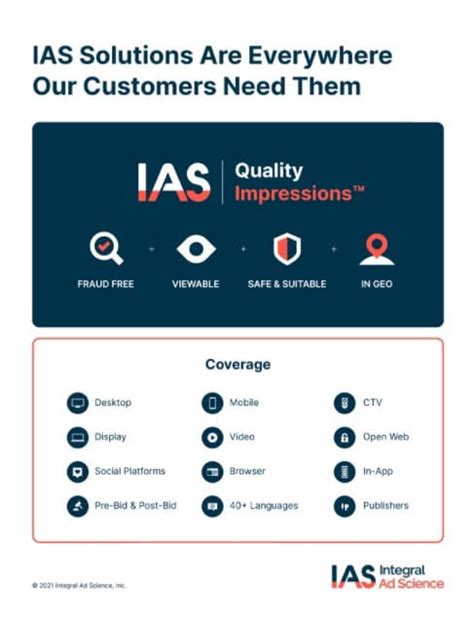 IAS Solutions Are Everywhere
Our Customers Need Them
IAS
Quality
Impressions™
FRAUD FREE + VIEWABLE + SAFE & SUITABLE + IN GEO
Coverage
Desktop
Mobile
CTV
Display
Video
Open Web
Social Platforms
Browser
In-App
Pre-Bid & Post-Bid
40+ Languages
Publishers
© 2021 Integral Ad Science, Inc.
IAS Integral
Ad Science